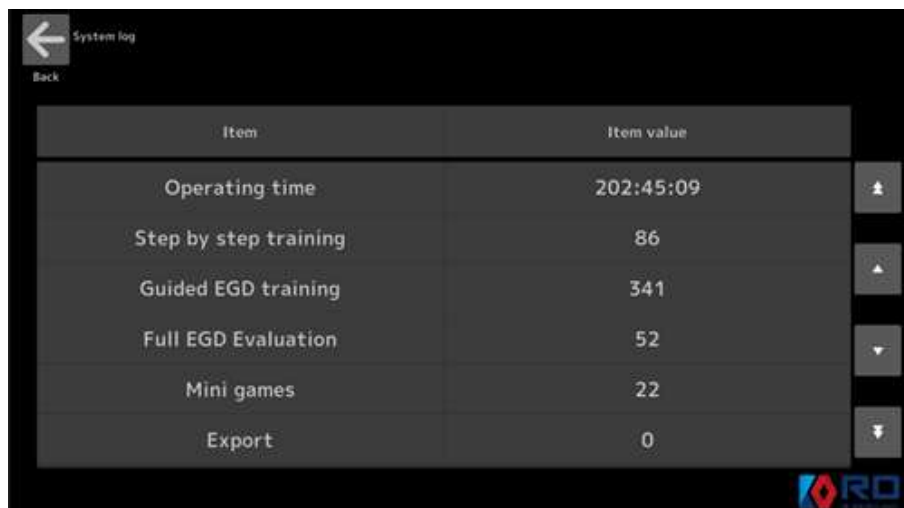 System log
Back
Item Item value
Operating time 202:45:09
Step by step training 86
Guided EGD training 341
Full EGD Evaluation 52
Mini games 22
Export 0
RO